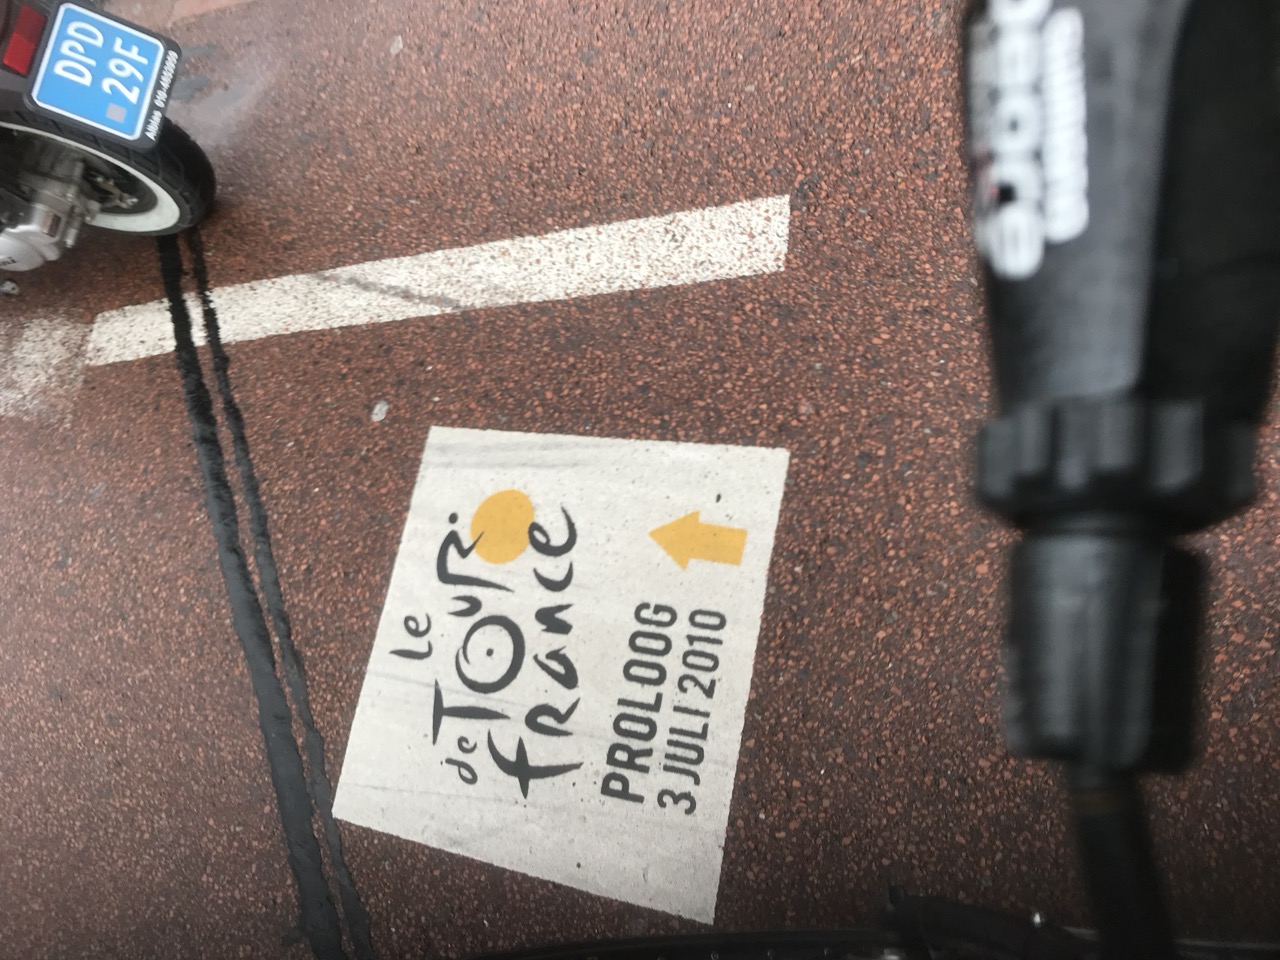 DPD
29F
Le
de Tour
France
PROLOOG
3 JULI 2010